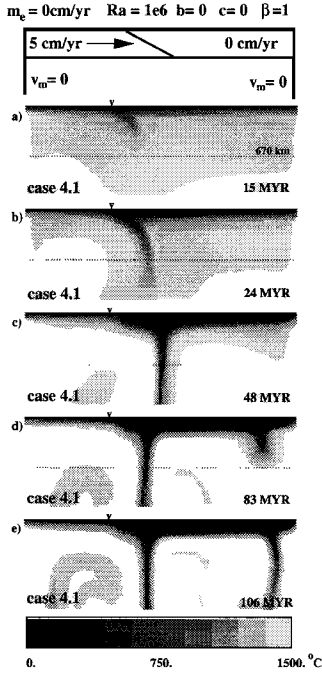 mₑ = 0cm/yr Ra = 1e6 b= 0 c= 0 β=1
5 cm/yr 0 cm/yr
vₘ= 0 vₘ= 0
a)
670 km
case 4.1 15 MYR
b)
case 4.1 24 MYR
c)
case 4.1 48 MYR
d)
case 4.1 83 MYR
e)
case 4.1 106 MYR
0. 750. 1500. °C